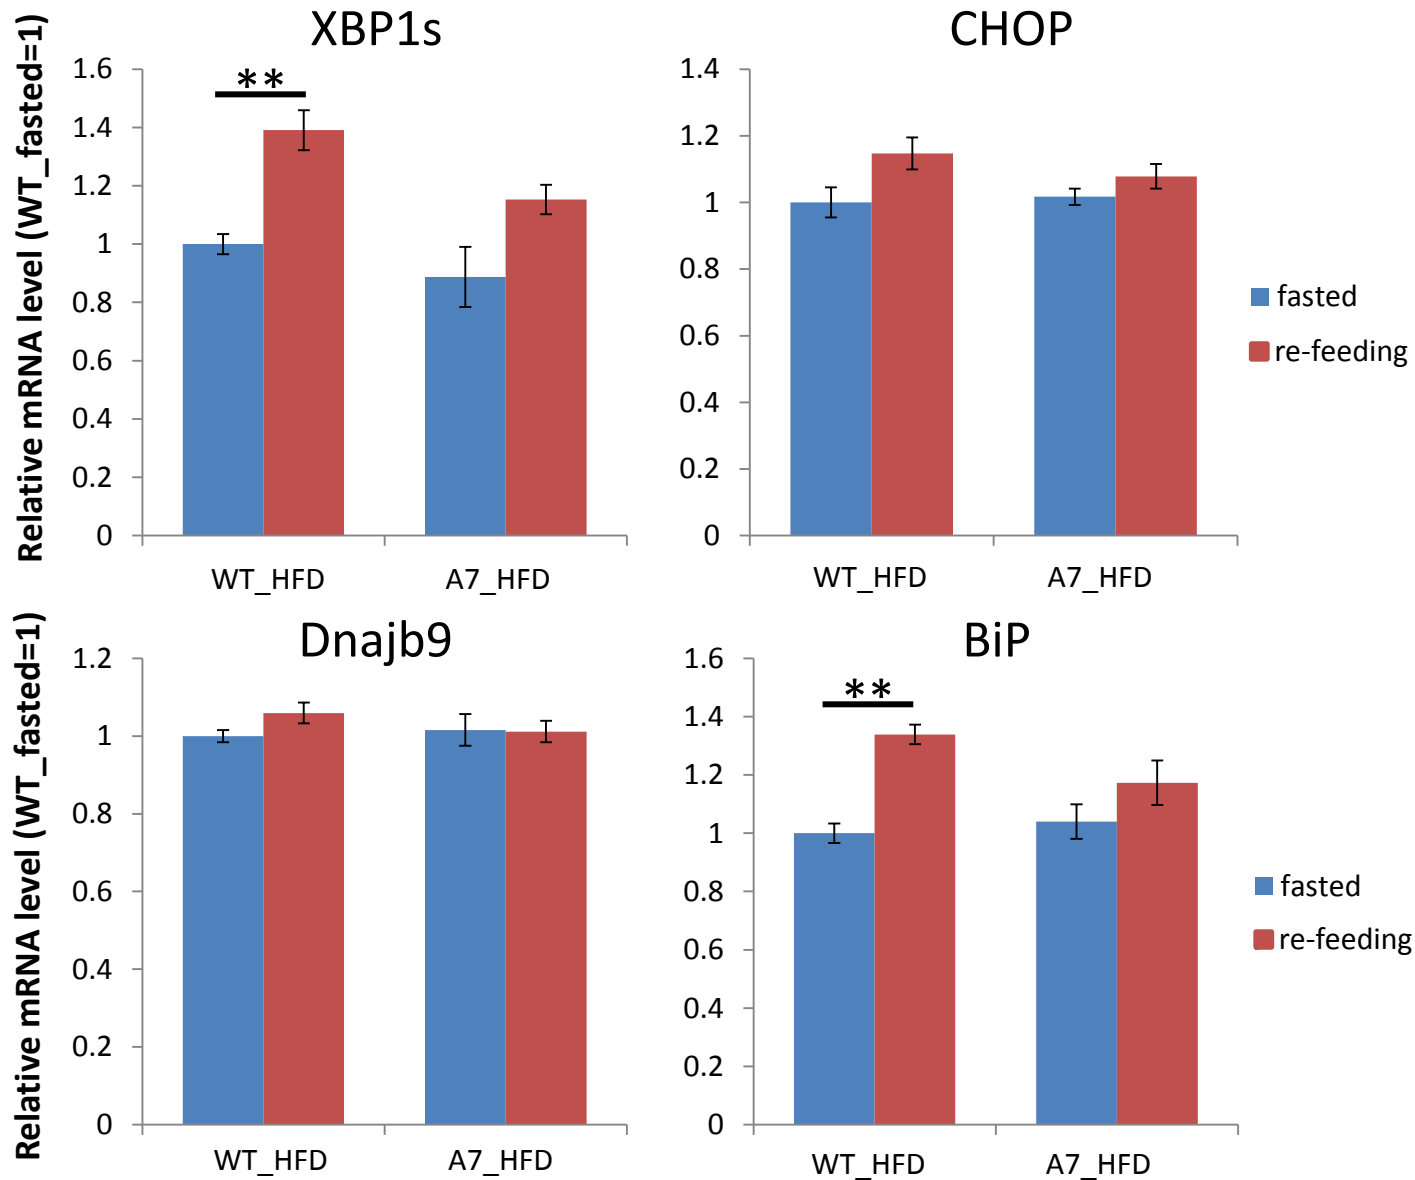 XBP1s
Relative mRNA level (WT_fasted=1)
1.6
1.4
1.2
1
0.8
0.6
0.4
0.2
0
**
WT_HFD
A7_HFD
CHOP
1.4
1.2
1
0.8
0.6
0.4
0.2
0
WT_HFD
A7_HFD
fasted
re-feeding
Dnajb9
Relative mRNA level (WT_fasted=1)
1.2
1
0.8
0.6
0.4
0.2
0
WT_HFD
A7_HFD
BiP
1.6
1.4
1.2
1
0.8
0.6
0.4
0.2
0
**
WT_HFD
A7_HFD
fasted
re-feeding